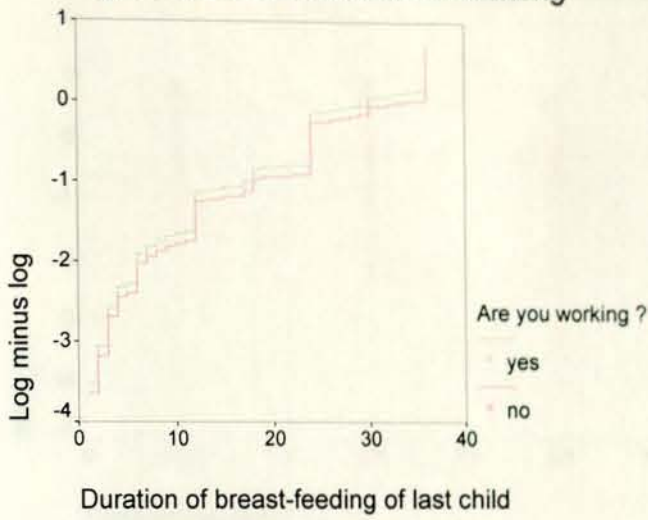 1
0
-1
-2
-3
-4
Log minus log
0 10 20 30 40
Duration of breast-feeding of last child
Are you working ?
yes
no